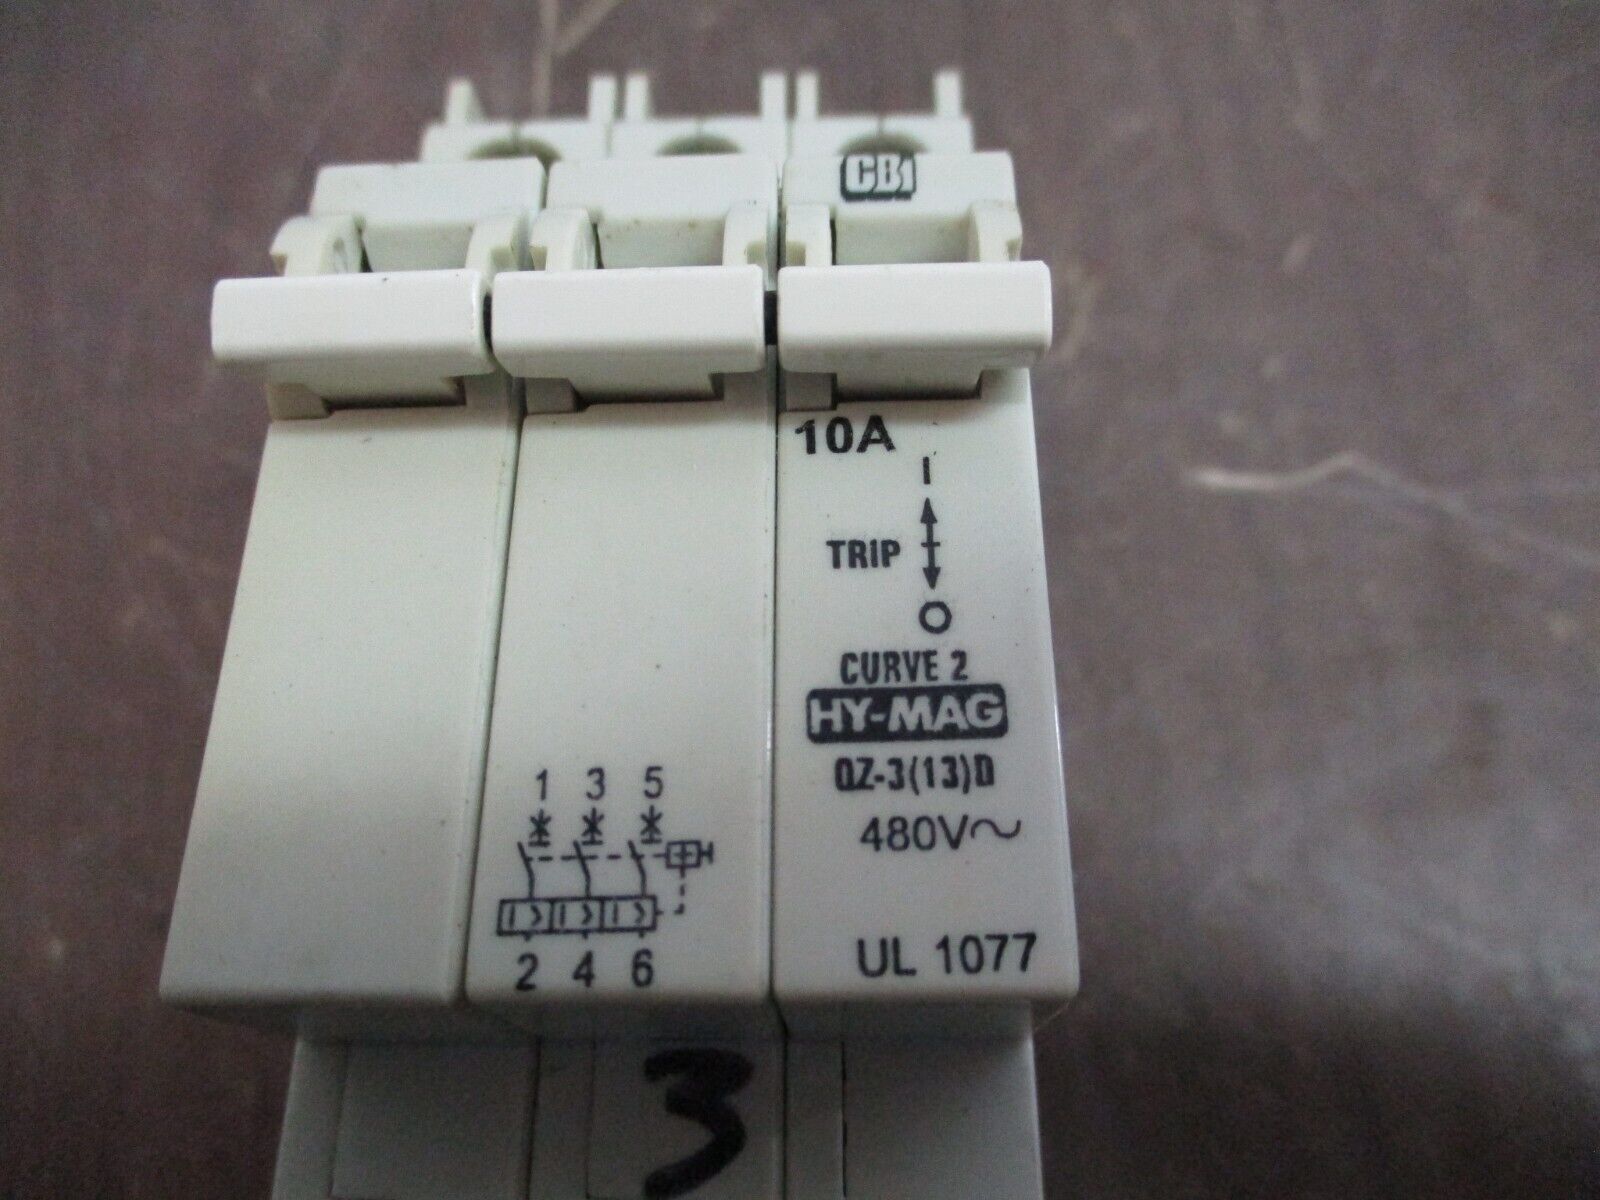 CBi
10A
I
TRIP
O
CURVE 2
HY-MAG
QZ-3(13)D
480V~
UL 1077
1 3 5
2 4 6
3